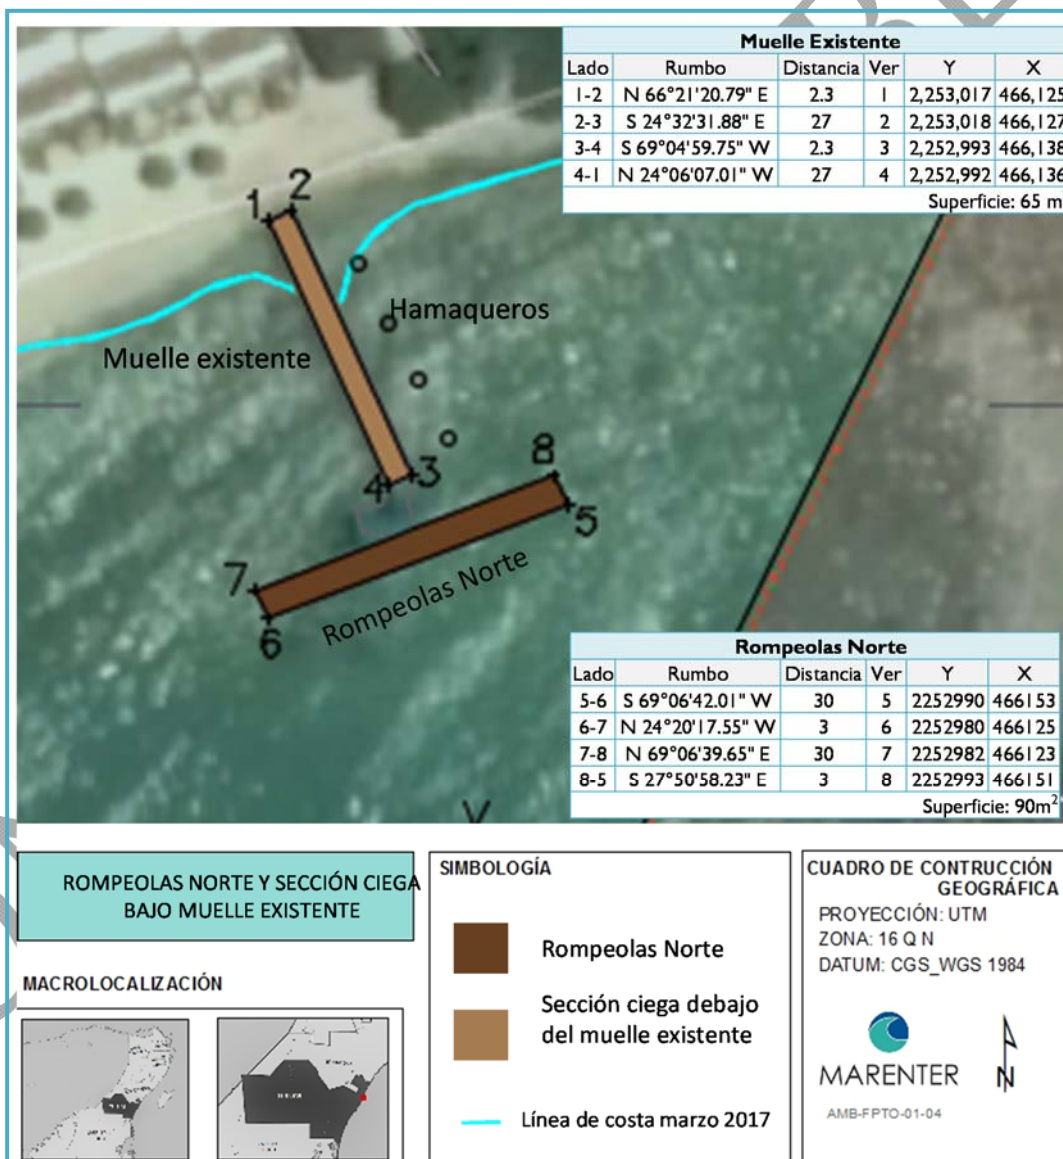 Muelle Existente
Lado Rumbo Distancia Ver Y X
1-2 N 66°21'20.79" E 2.3 1 2,253,017 466,125
2-3 S 24°32'31.88" E 27 2 2,253,018 466,127
3-4 S 69°04'59.75" W 2.3 3 2,252,993 466,138
4-1 N 24°06'07.01" W 27 4 2,252,992 466,136
Superficie: 65 m
1 2
Hamaqueros
Muelle existente
4 3
8
5
7
6
Rompeolas Norte
Rompeolas Norte
Lado Rumbo Distancia Ver Y X
5-6 S 69°06'42.01" W 30 5 2252990 466153
6-7 N 24°20'17.55" W 3 6 2252980 466125
7-8 N 69°06'39.65" E 30 7 2252982 466123
8-5 S 27°50'58.23" E 3 8 2252993 466151
Superficie: 90m²
ROMPEOLAS NORTE Y SECCIÓN CIEGA
BAJO MUELLE EXISTENTE
MACROLOCALIZACIÓN
SIMBOLOGÍA
Rompeolas Norte
Sección ciega debajo
del muelle existente
Línea de costa marzo 2017
CUADRO DE CONTRUCCIÓN
GEOGRÁFICA
PROYECCIÓN: UTM
ZONA: 16 Q N
DATUM: CGS_WGS 1984
MARENTER
N
AMB-FPTO-01-04